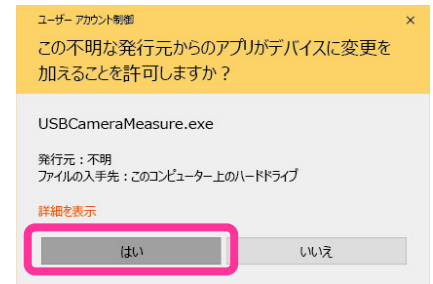 ユーザー アカウント制御
×
この不明な発行元からのアプリがデバイスに変更を
加えることを許可しますか？
USBCameraMeasure.exe
発行元：不明
ファイルの入手先：このコンピューター上のハードドライブ
詳細を表示
はい
いいえ